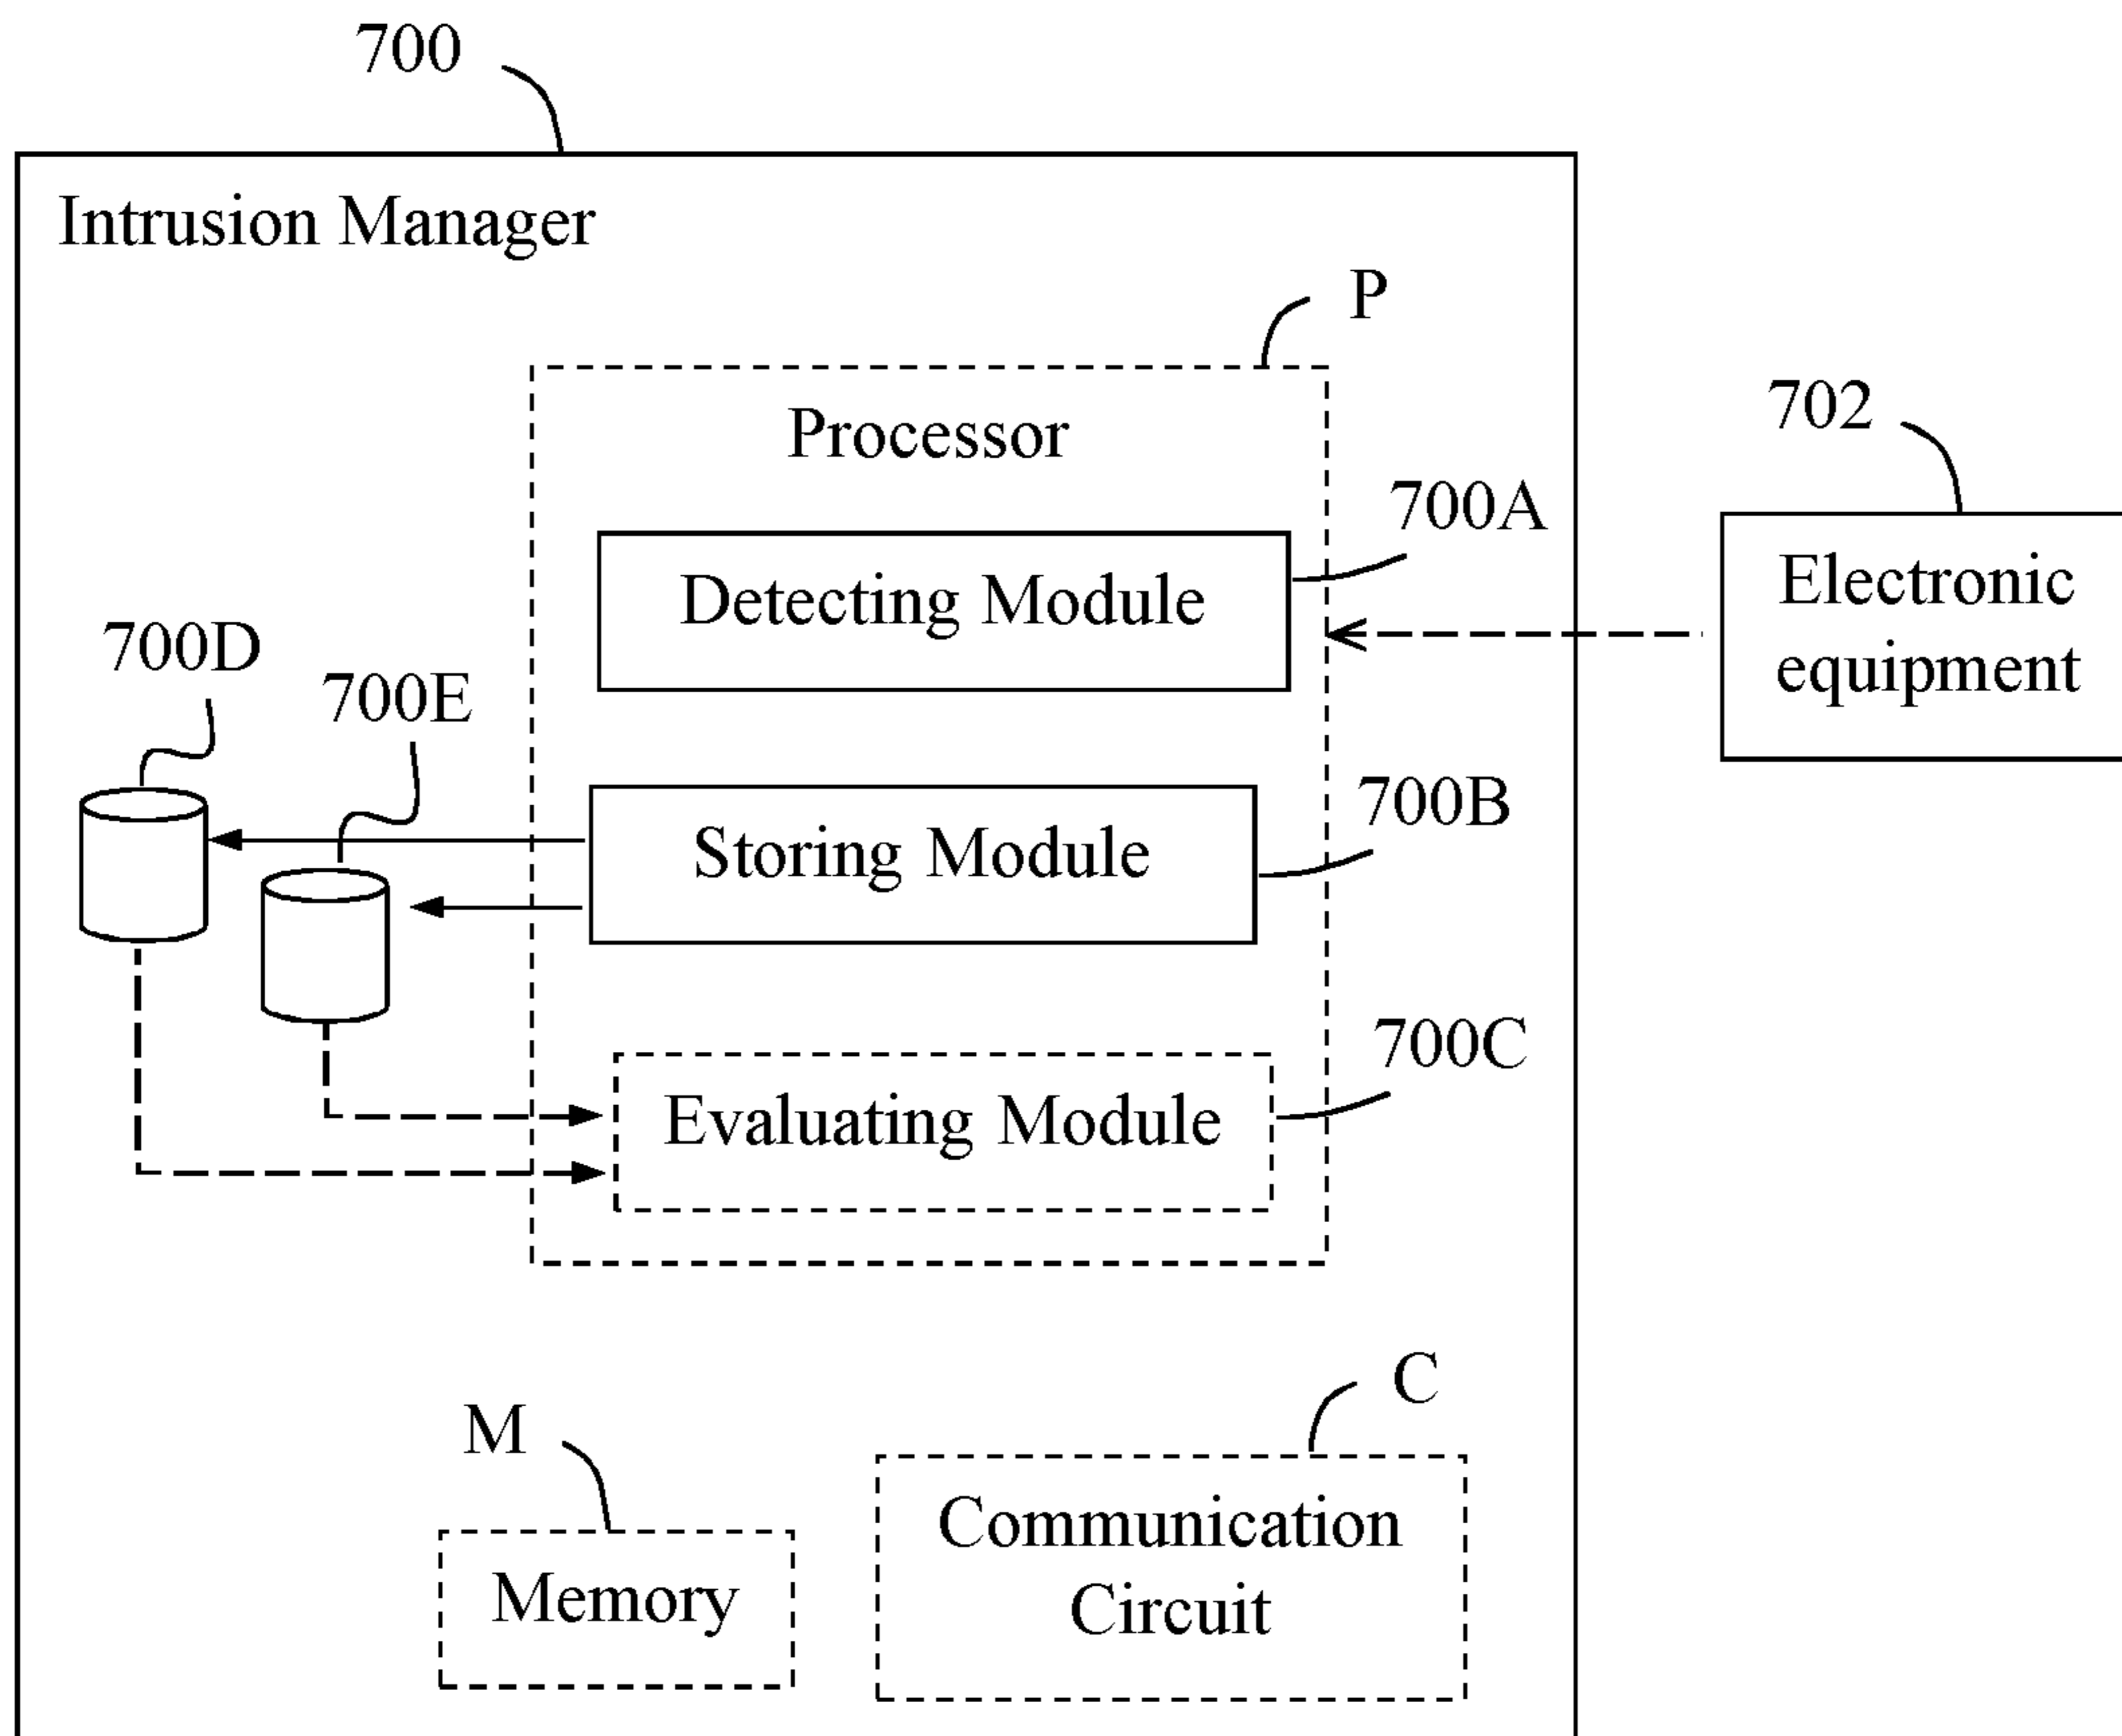 700
Intrusion Manager
P
Processor
702
700A
Detecting Module
Electronic
equipment
700D
700E
700B
Storing Module
700C
Evaluating Module
C
M
Communication
Circuit
Memory